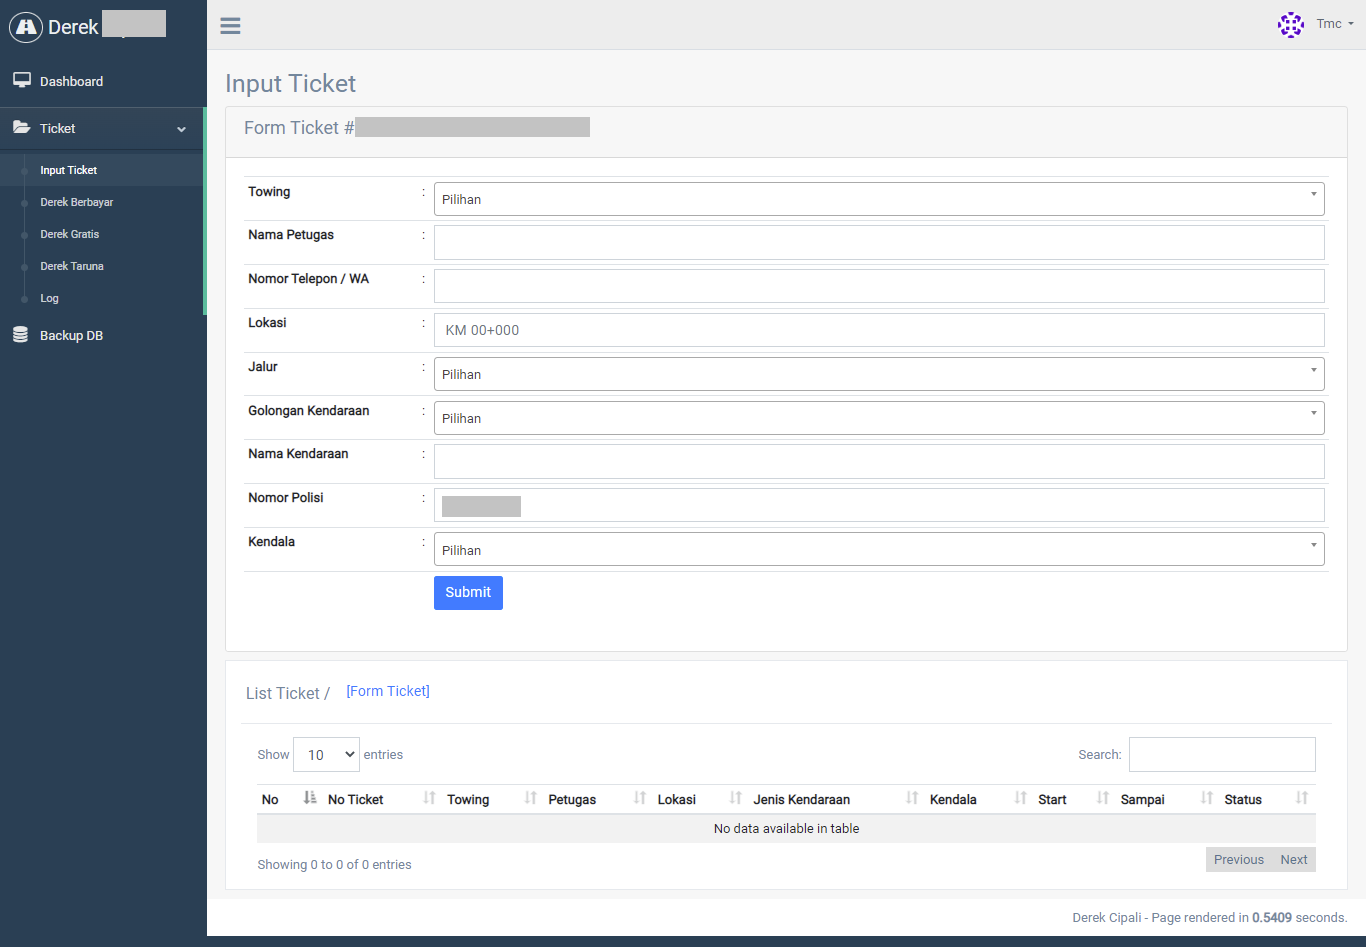 Derek
Tmc
Dashboard
Ticket
Input Ticket
Derek Berbayar
Derek Gratis
Derek Taruna
Log
Backup DB
Input Ticket
Form Ticket #
Towing : Pilihan
Nama Petugas :
Nomor Telepon / WA :
Lokasi : KM 00+000
Jalur : Pilihan
Golongan Kendaraan : Pilihan
Nama Kendaraan :
Nomor Polisi :
Kendala : Pilihan
Submit
List Ticket / [Form Ticket]
Show 10 entries Search:
No No Ticket Towing Petugas Lokasi Jenis Kendaraan Kendala Start Sampai Status
No data available in table
Showing 0 to 0 of 0 entries Previous Next
Derek Cipali - Page rendered in 0.5409 seconds.